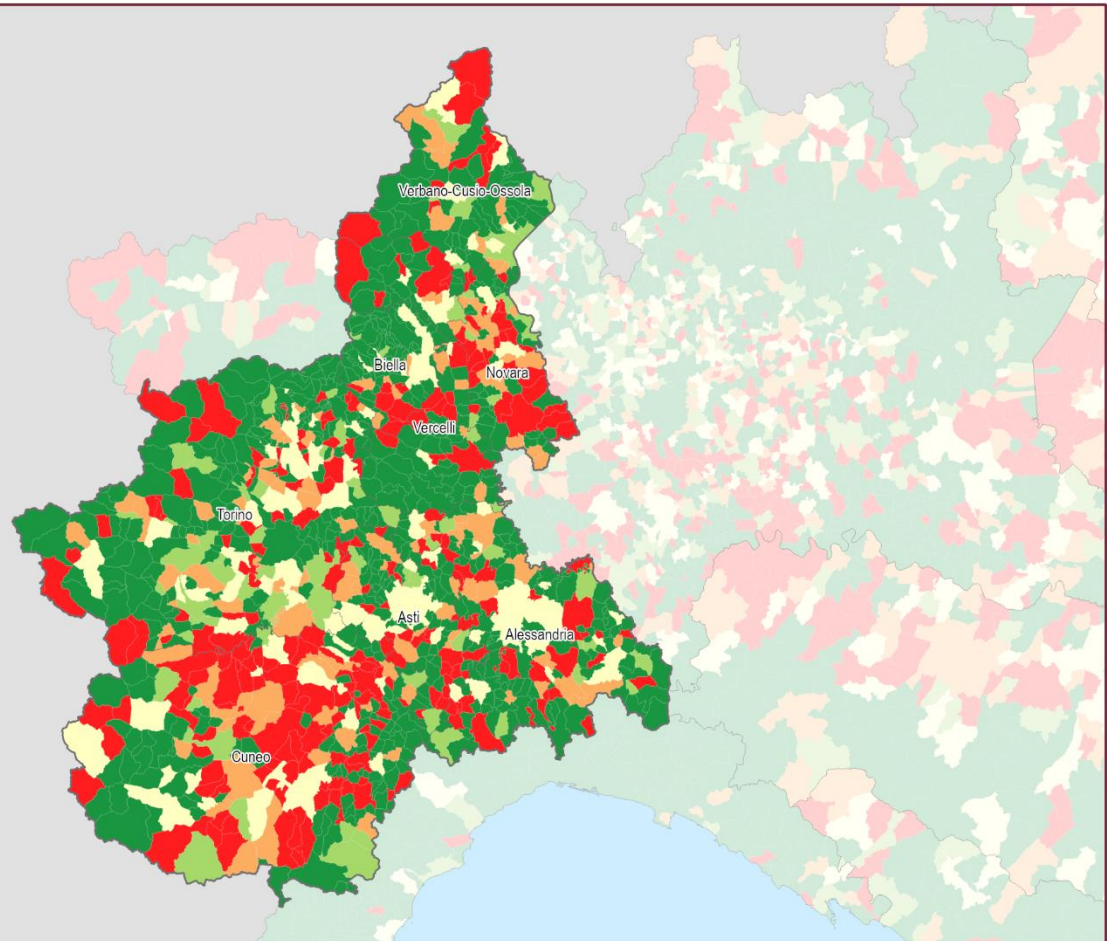 Verbano-Cusio-Ossola
Biella
Novara
Vercelli
Torino
Asti
Alessandria
Cuneo